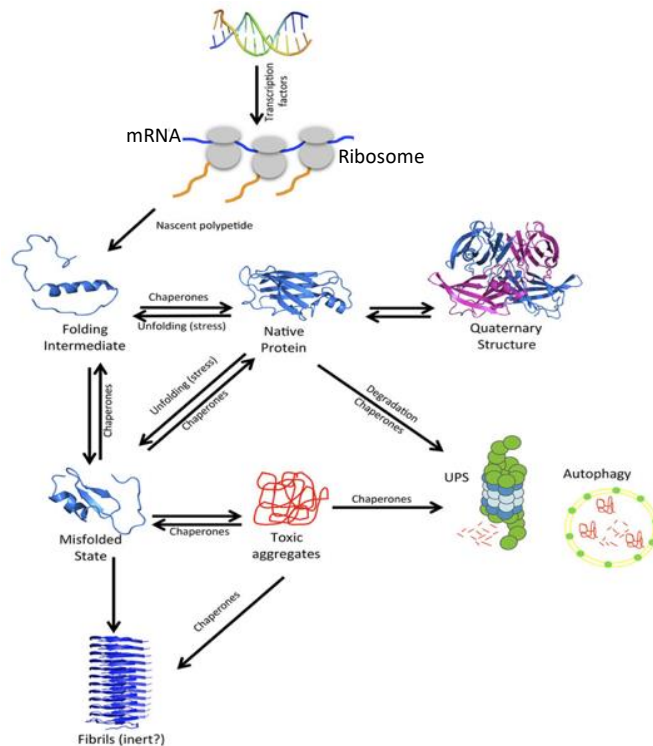 Transcription
factors
mRNA
Ribosome
Nascent polypetide
Chaperones
Unfolding (stress)
Folding
Intermediate
Native
Protein
Quaternary
Structure
Chaperones
Unfolding (stress)
Chaperones
Degradation
Chaperones
UPS
Autophagy
Chaperones
Misfolded
State
Chaperones
Toxic
aggregates
Chaperones
Fibrils (inert?)